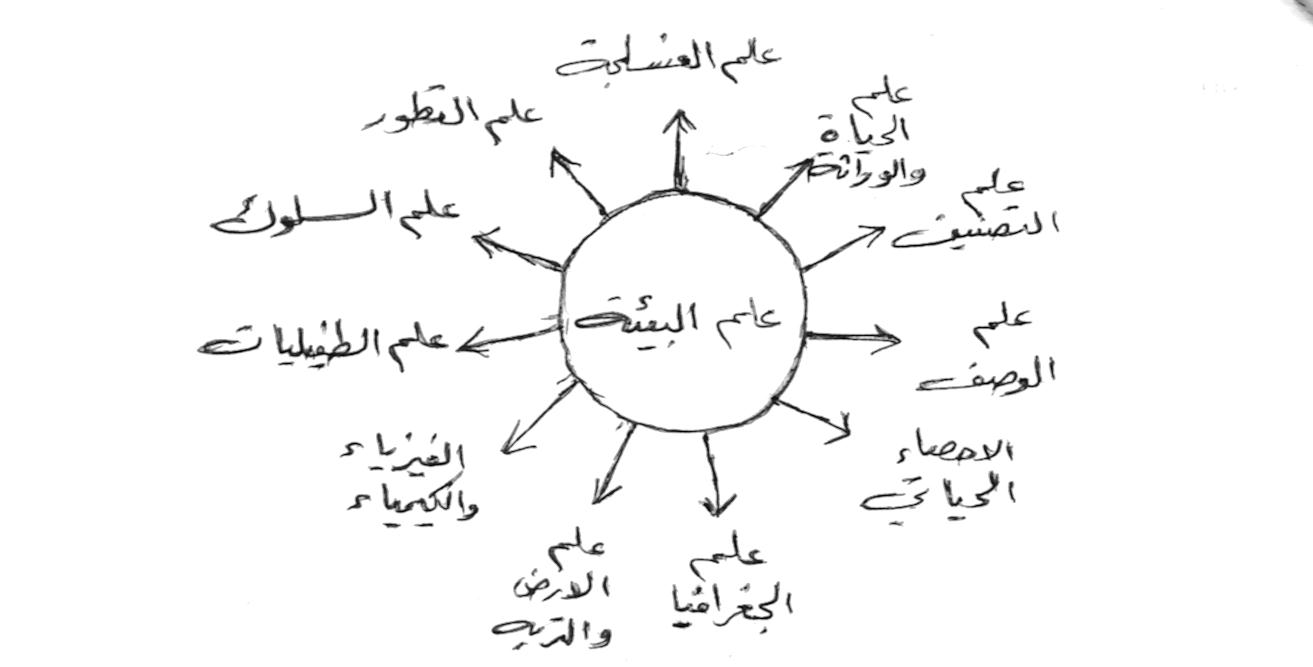 علم الفسلجة
علم
الحياة
والوراثة
علم
التصنيف
علم
الوصف
الاحصاء
الحياتي
علم
الجغرافيا
علم
الارض
والتربه
الفيزياء
والكيمياء
علم الطفيليات
علم السلوك
علم التطور
علم البيئة